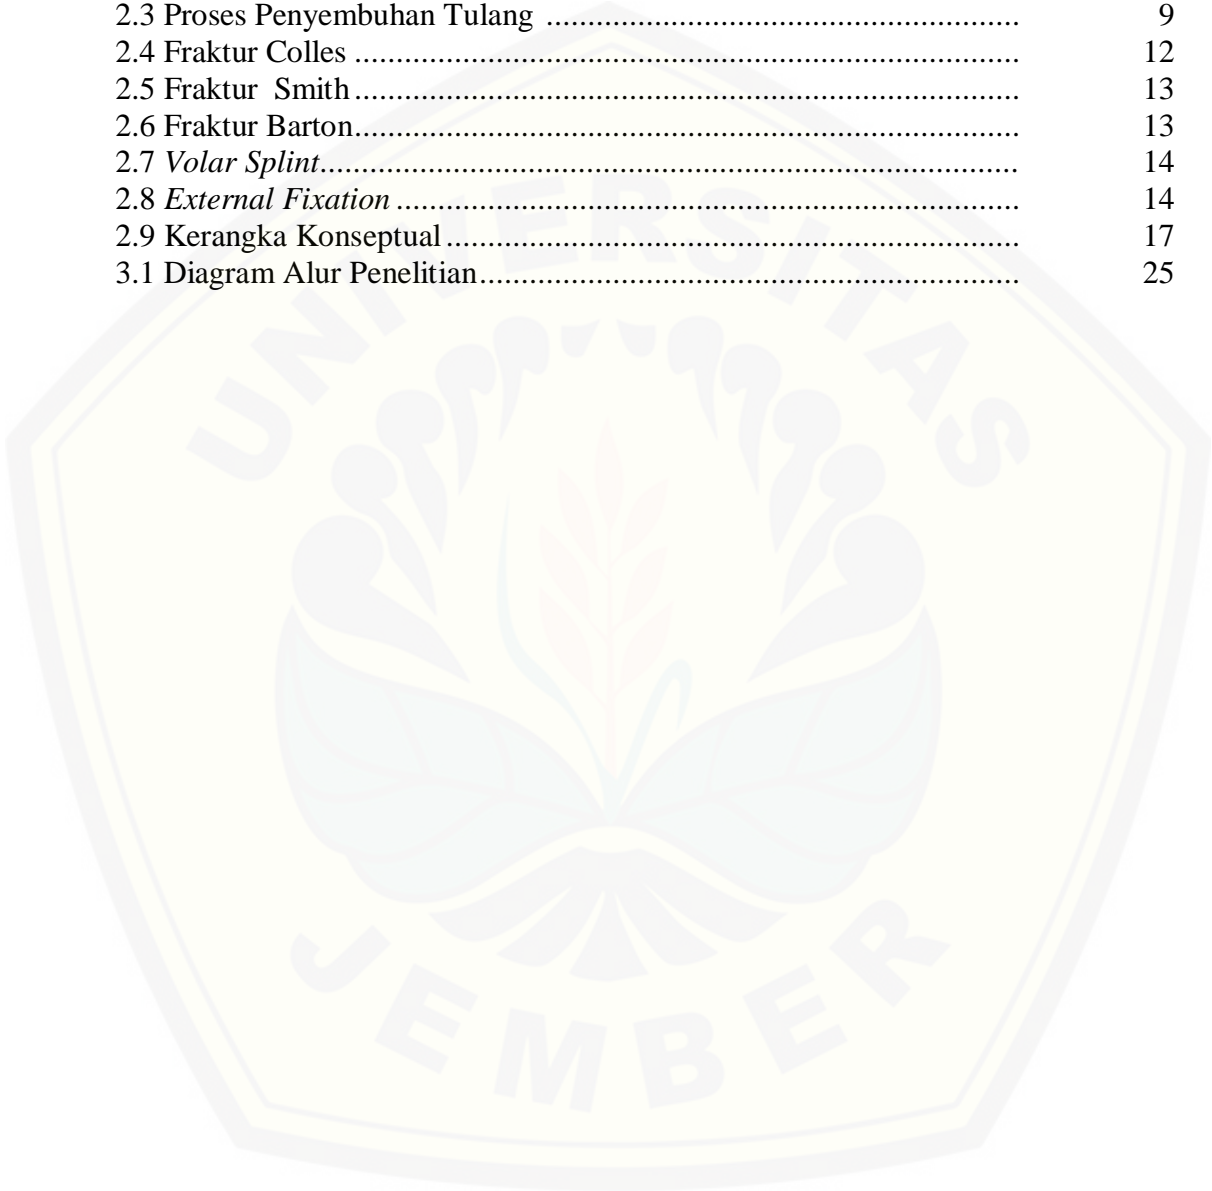 2.3 Proses Penyembuhan Tulang ......................................................... 9
2.4 Fraktur Colles ................................................................................ 12
2.5 Fraktur  Smith ................................................................................. 13
2.6 Fraktur Barton................................................................................. 13
2.7 Volar Splint..................................................................................... 14
2.8 External Fixation ............................................................................ 14
2.9 Kerangka Konseptual ...................................................................... 17
3.1 Diagram Alur Penelitian.................................................................. 25
UNIVERSITAS
JEMBER